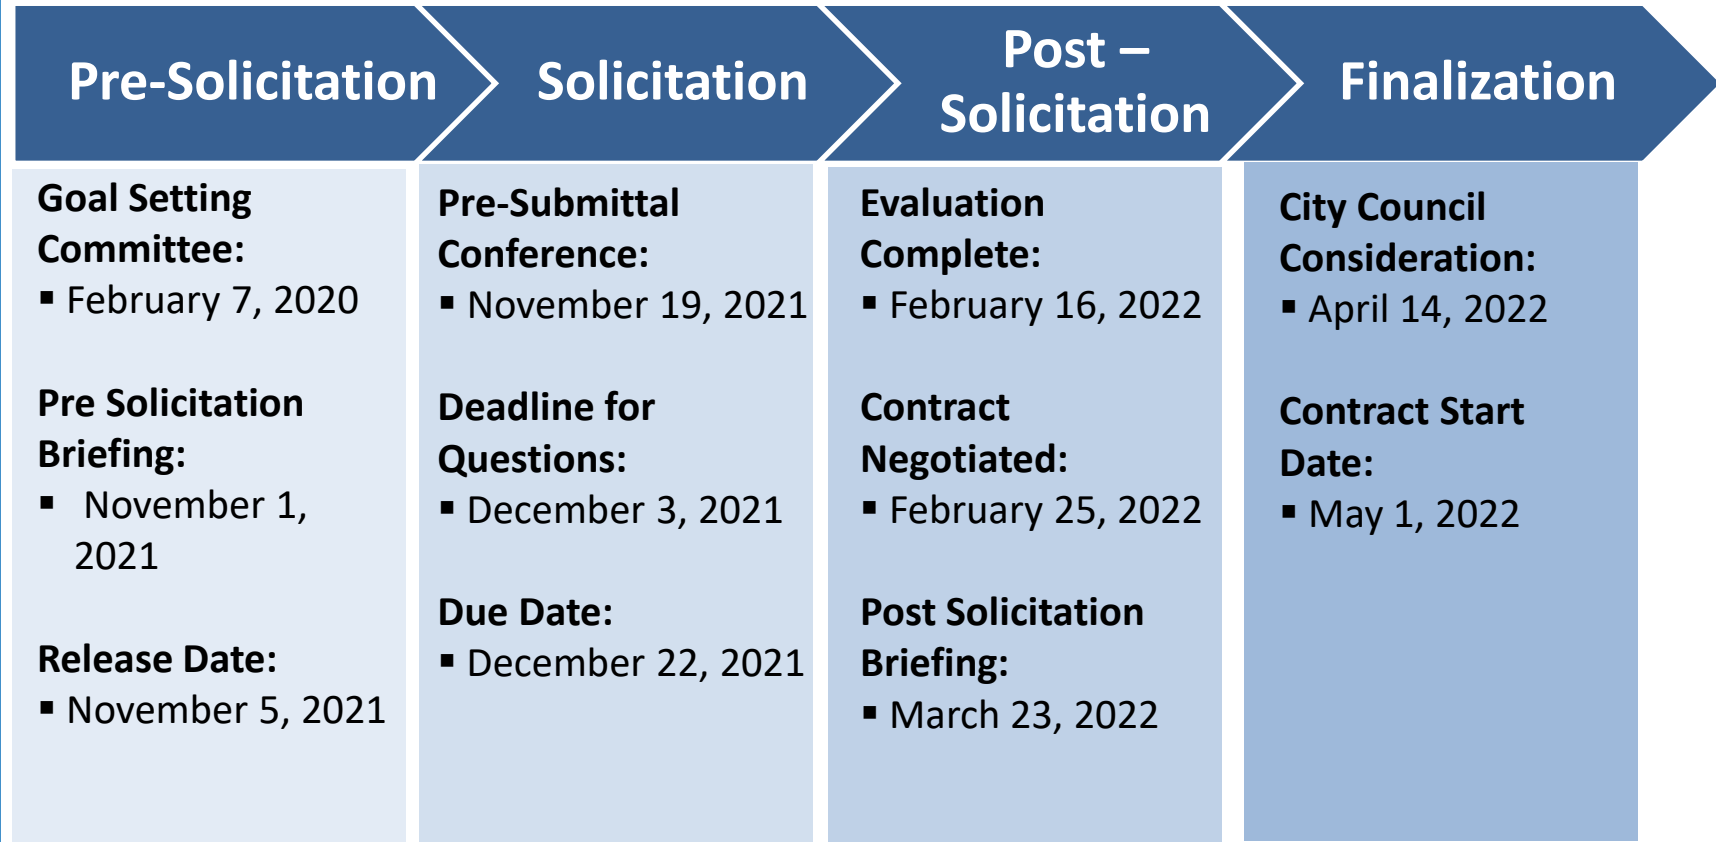 Pre-Solicitation
Solicitation
Post –
Solicitation
Finalization
Goal Setting
Committee:
▪ February 7, 2020
Pre Solicitation
Briefing:
▪ November 1,
2021
Release Date:
▪ November 5, 2021
Pre-Submittal
Conference:
▪ November 19, 2021
Deadline for
Questions:
▪ December 3, 2021
Due Date:
▪ December 22, 2021
Evaluation
Complete:
▪ February 16, 2022
Contract
Negotiated:
▪ February 25, 2022
Post Solicitation
Briefing:
▪ March 23, 2022
City Council
Consideration:
▪ April 14, 2022
Contract Start
Date:
▪ May 1, 2022